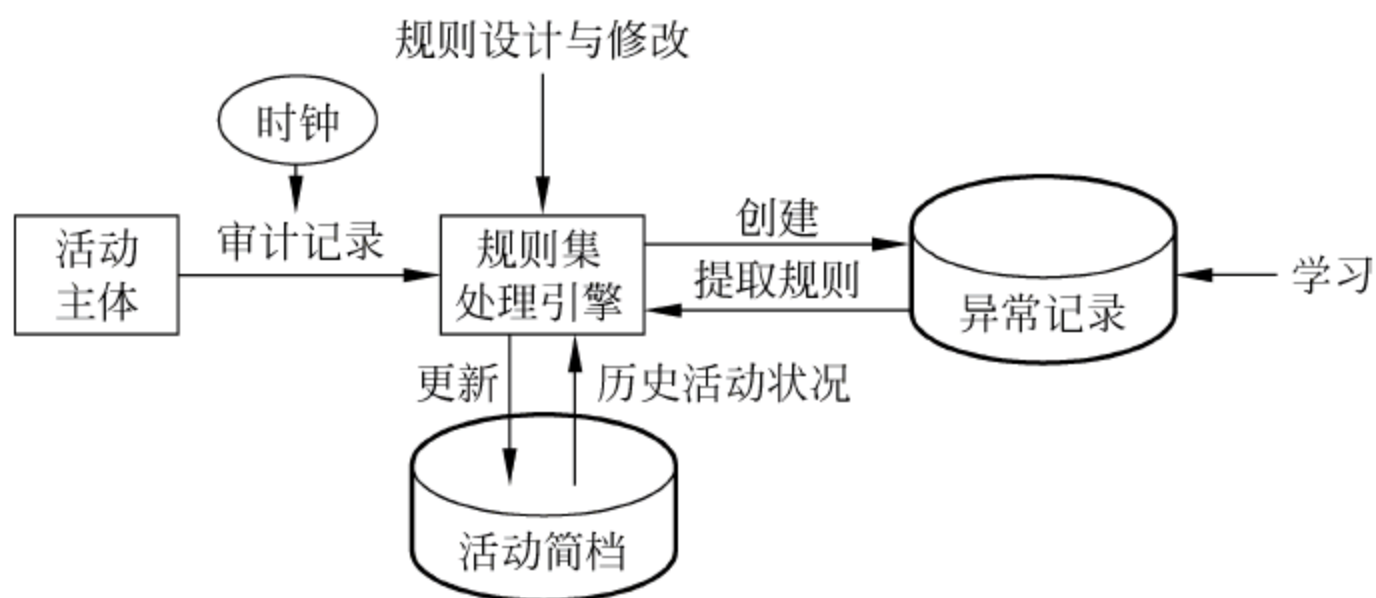 规则设计与修改
时钟
活动
主体
审计记录
规则集
处理引擎
创建
提取规则
异常记录
学习
更新
历史活动状况
活动简档